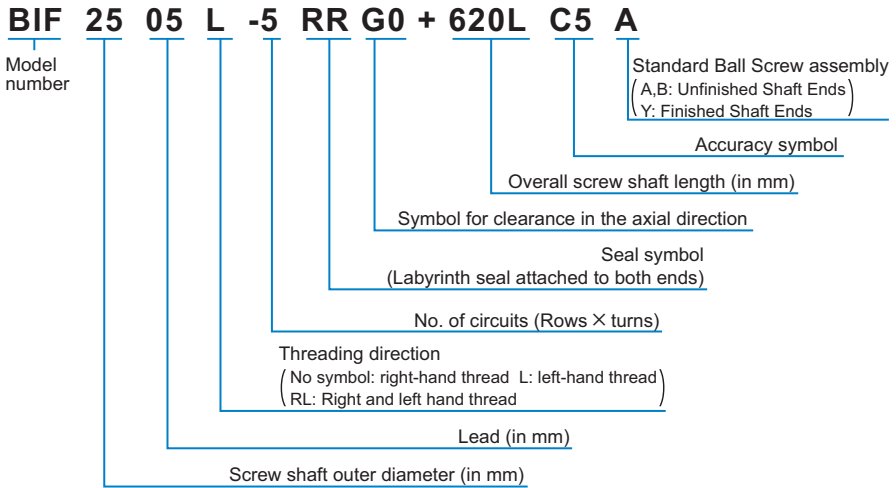 BIF 25 05 L -5 RR G0 + 620L C5 A
Model
number
Standard Ball Screw assembly
(A,B: Unfinished Shaft Ends
Y: Finished Shaft Ends)
Accuracy symbol
Overall screw shaft length (in mm)
Symbol for clearance in the axial direction
Seal symbol
(Labyrinth seal attached to both ends)
No. of circuits (Rows × turns)
Threading direction
(No symbol: right-hand thread L: left-hand thread
RL: Right and left hand thread)
Lead (in mm)
Screw shaft outer diameter (in mm)